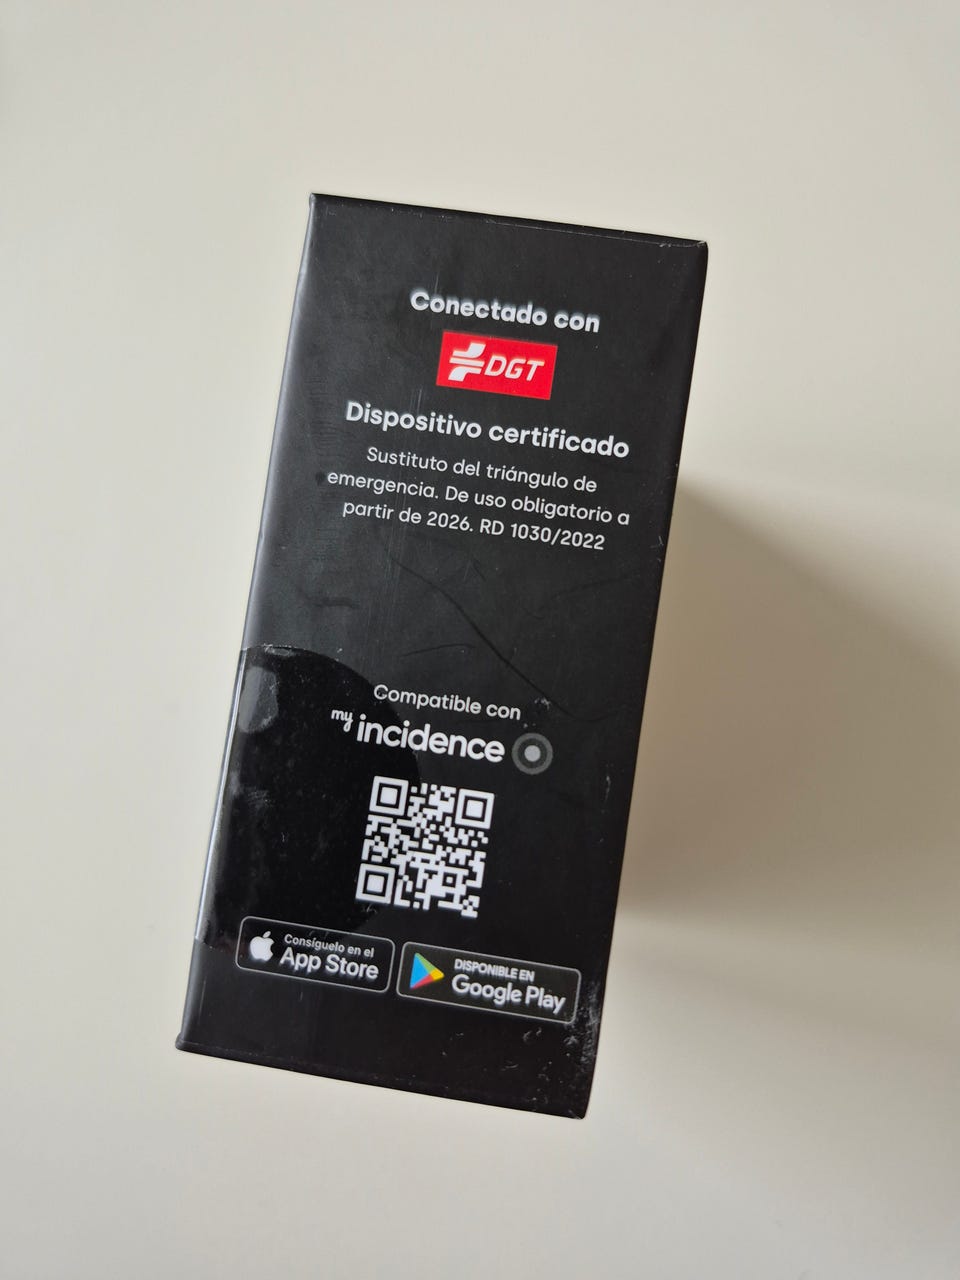 Conectado con
DGT
Dispositivo certificado
Sustituto del triángulo de
emergencia. De uso obligatorio a
partir de 2026. RD 1030/2022
Compatible con
my incidence
Consíguelo en el
App Store
DISPONIBLE EN
Google Play